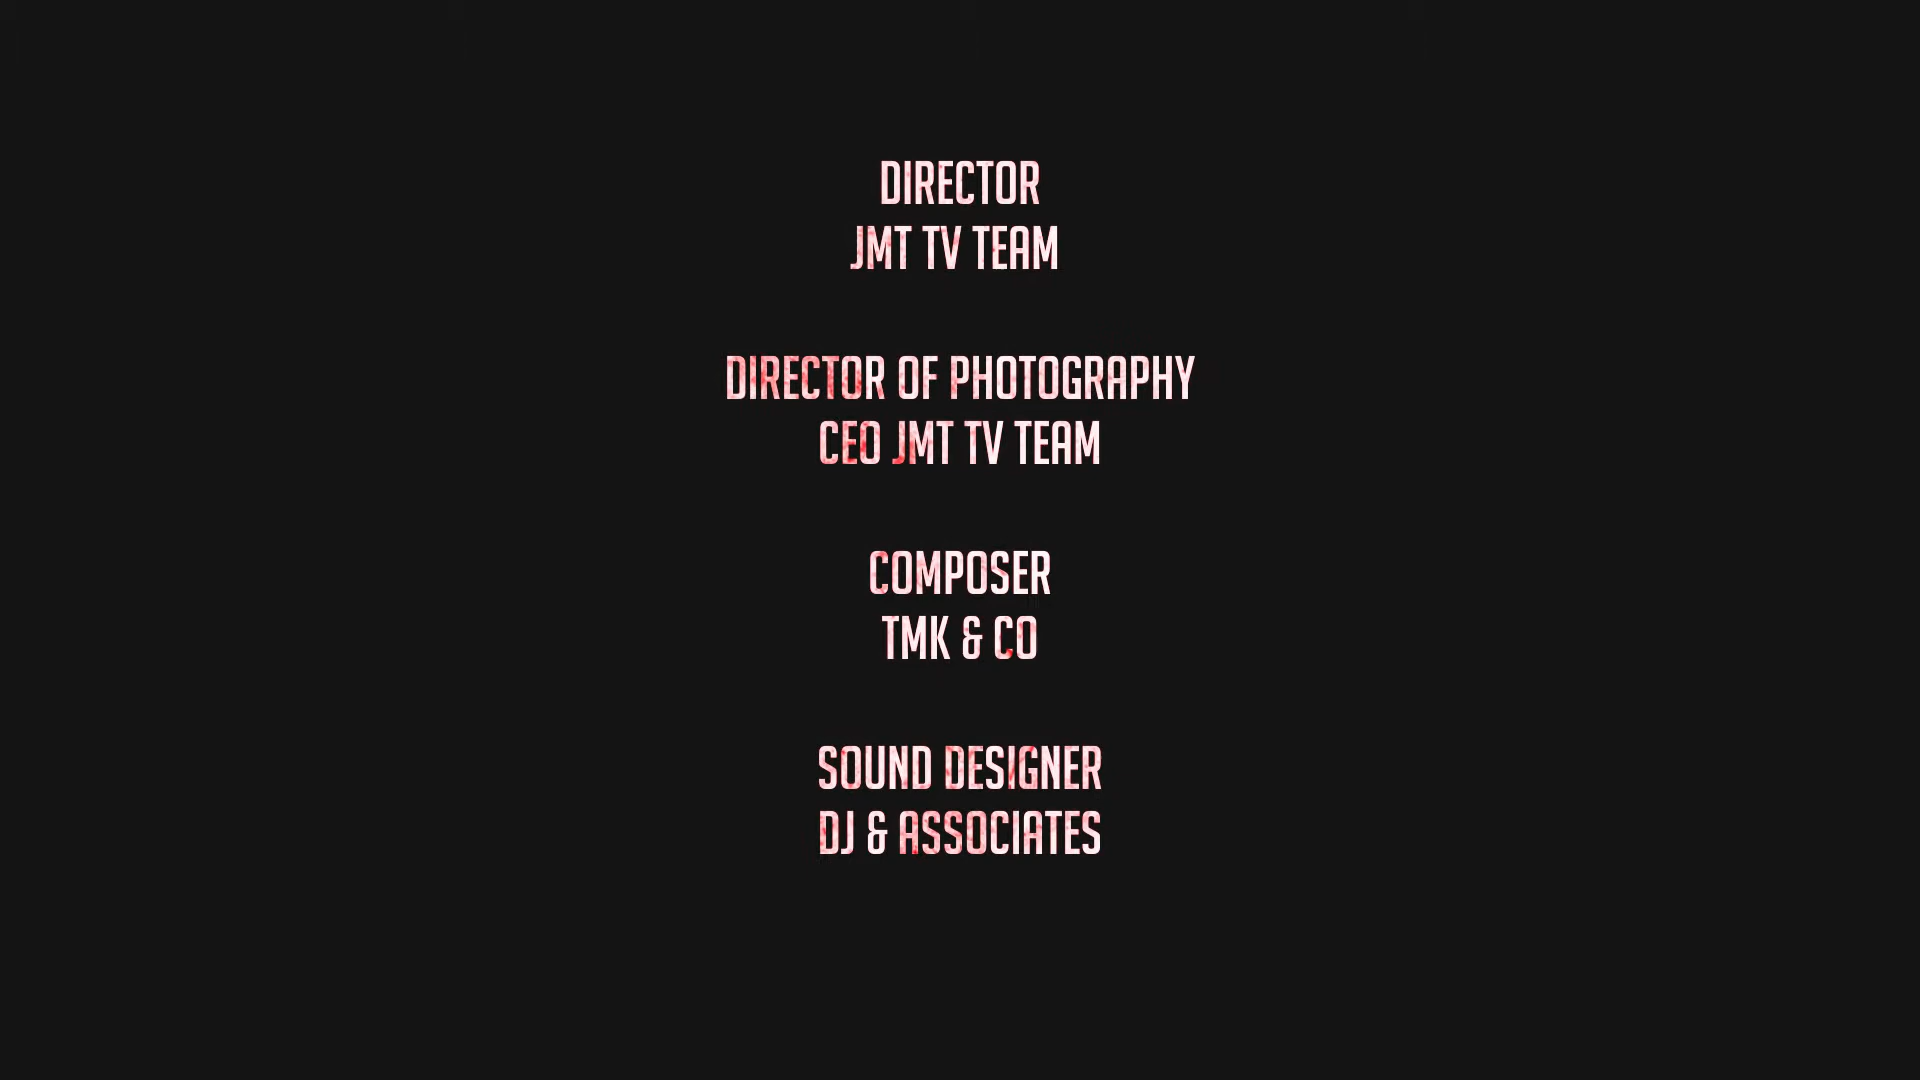 DIRECTOR
JMT TV TEAM
DIRECTOR OF PHOTOGRAPHY
CEO JMT TV TEAM
COMPOSER
TMK & CO
SOUND DESIGNER
DJ & ASSOCIATES